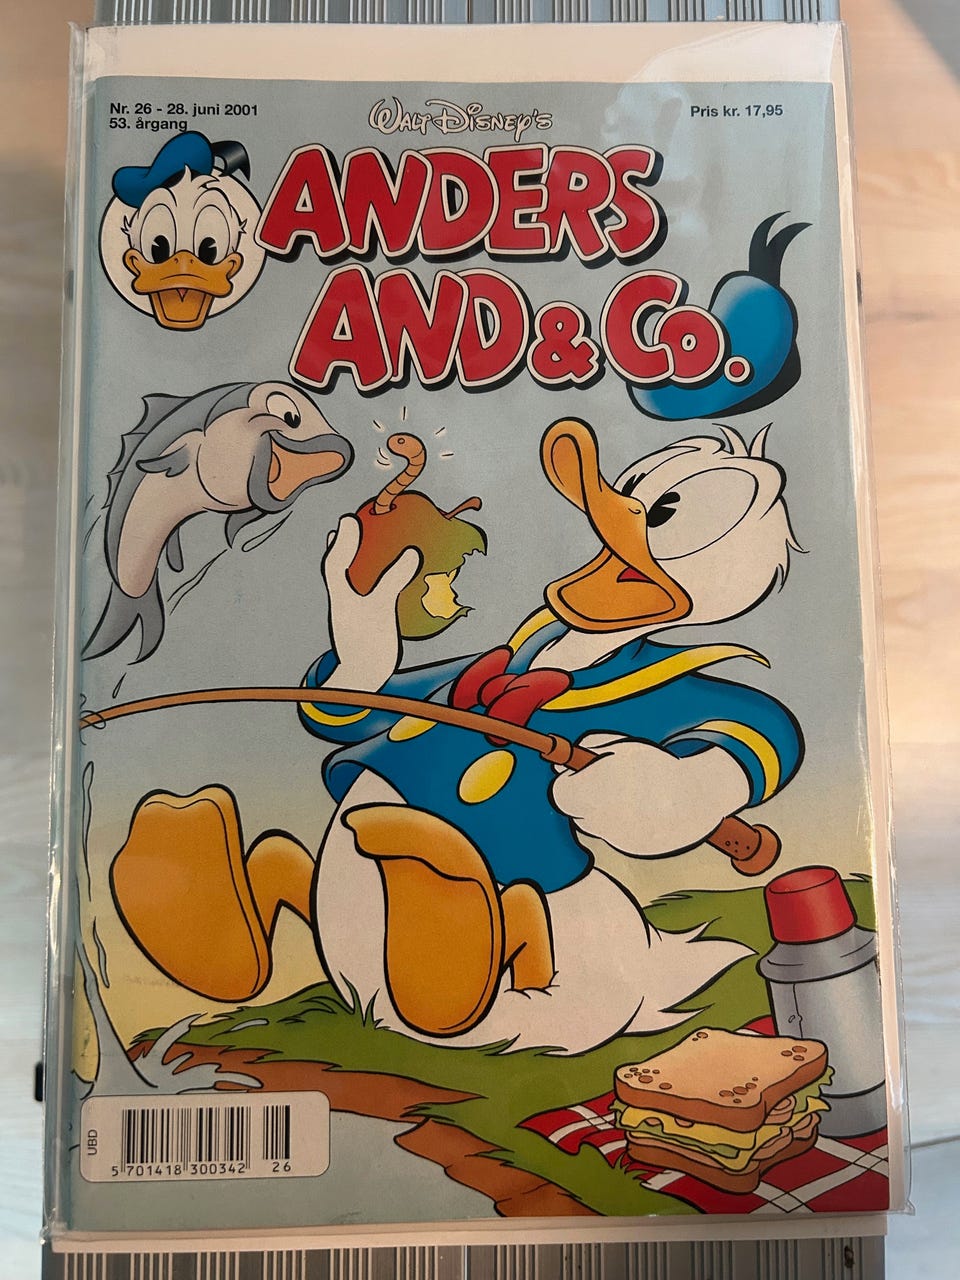 Nr. 26 - 28. juni 2001
53. årgang
Walt Disney's
Pris kr. 17,95
ANDERS
AND & Co.
UBD
5 701418 300342 26